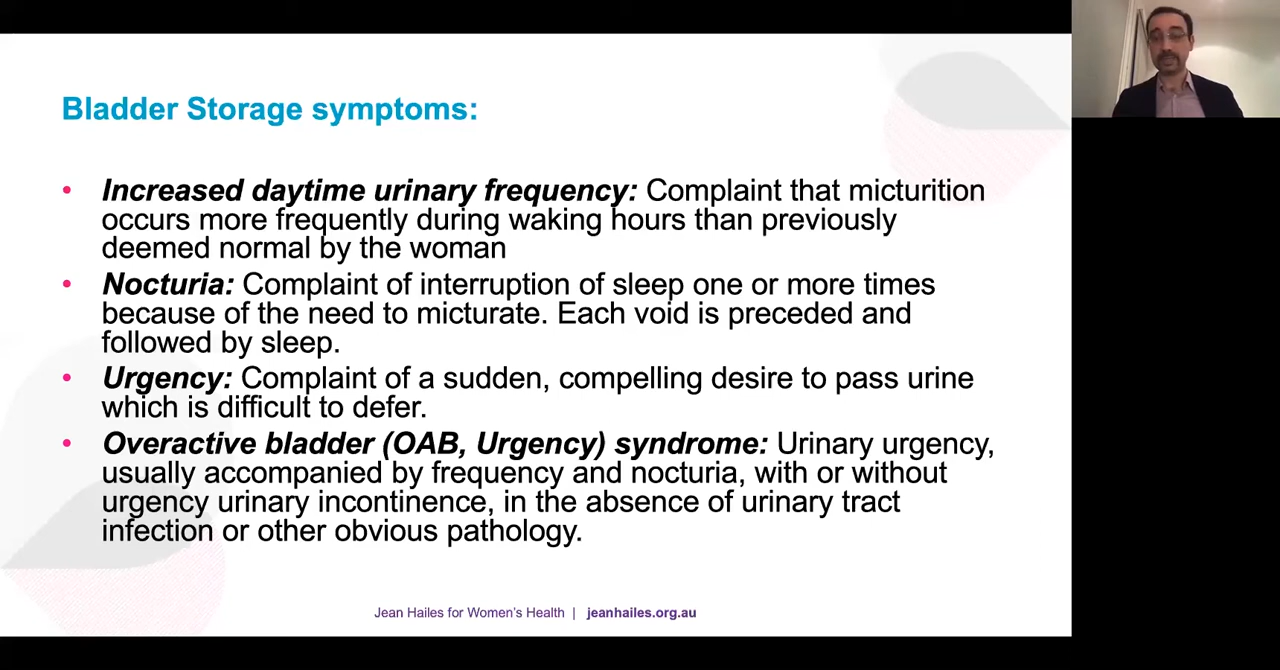 Bladder Storage symptoms:
• Increased daytime urinary frequency: Complaint that micturition
occurs more frequently during waking hours than previously
deemed normal by the woman
• Nocturia: Complaint of interruption of sleep one or more times
because of the need to micturate. Each void is preceded and
followed by sleep.
• Urgency: Complaint of a sudden, compelling desire to pass urine
which is difficult to defer.
• Overactive bladder (OAB, Urgency) syndrome: Urinary urgency,
usually accompanied by frequency and nocturia, with or without
urgency urinary incontinence, in the absence of urinary tract
infection or other obvious pathology.
Jean Hailes for Women's Health | jeanhailes.org.au